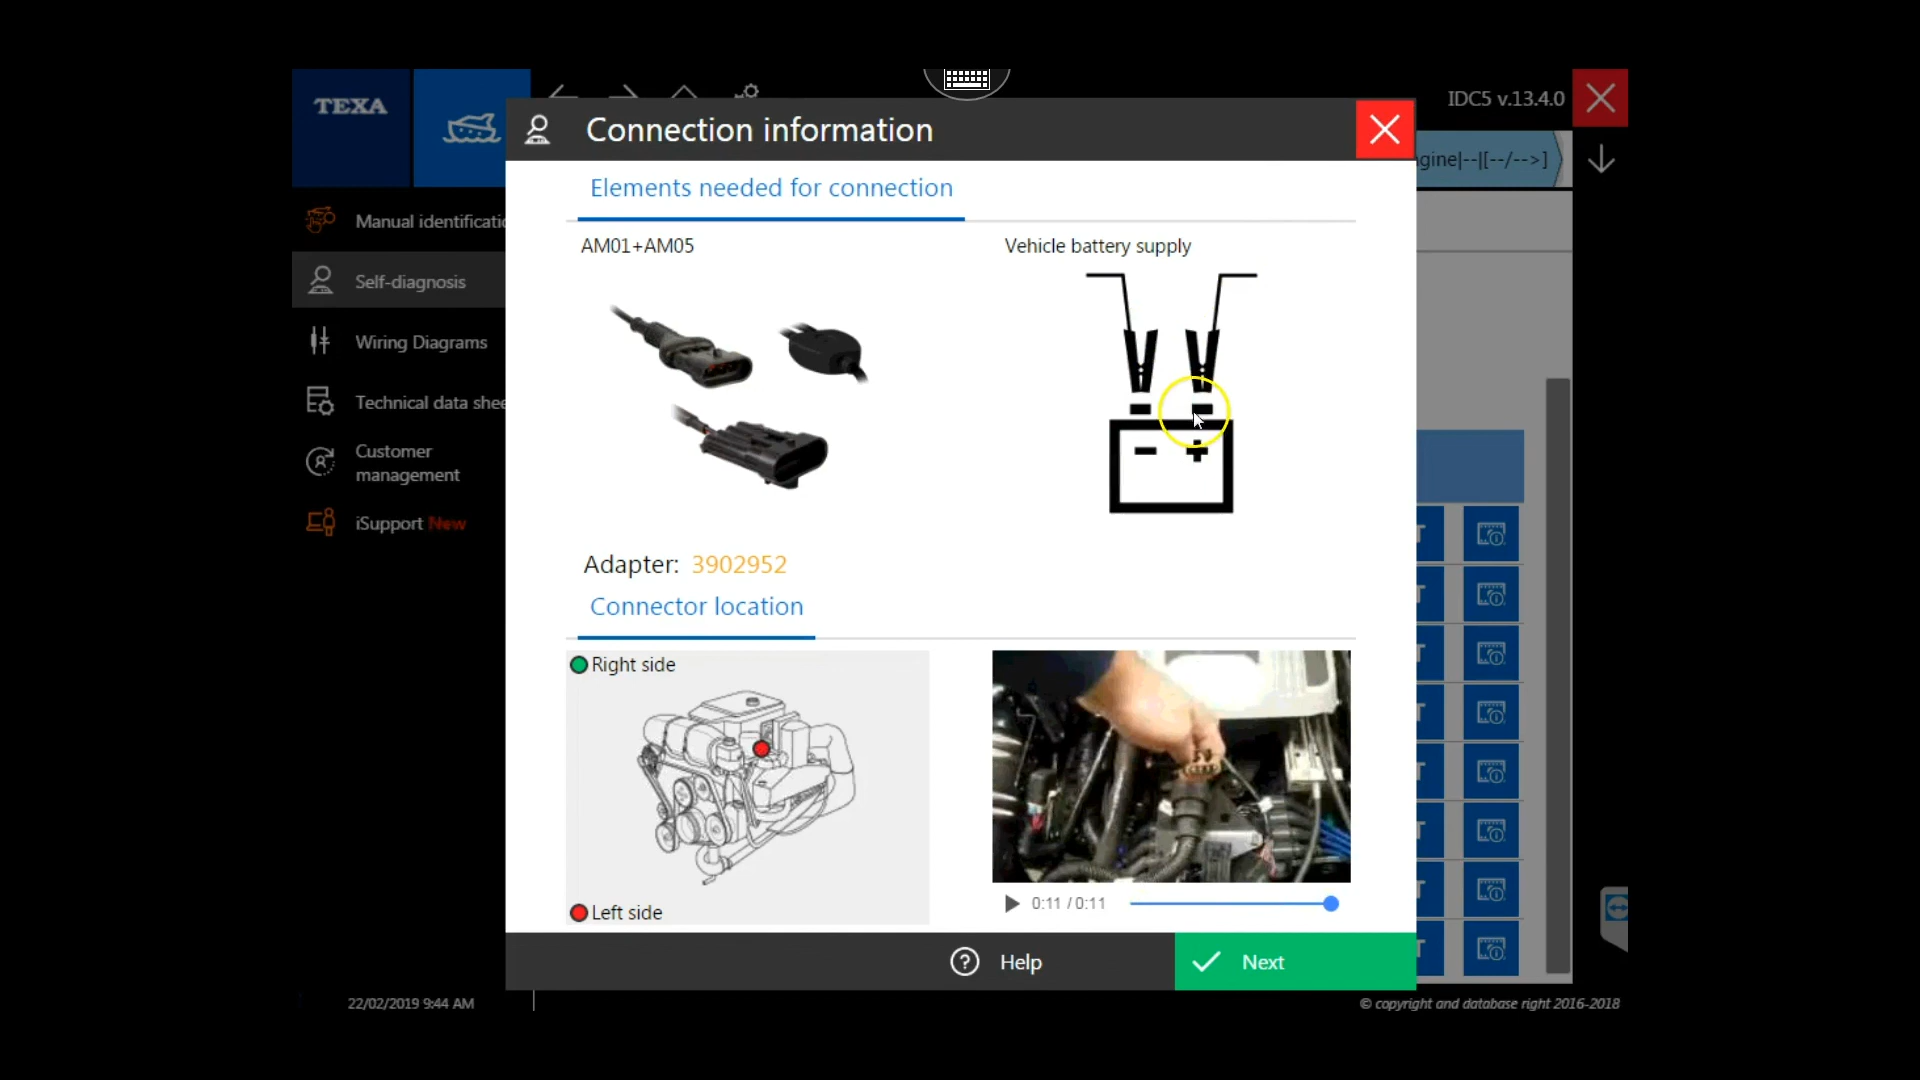 TEXA
IDC5 v.13.4.0
Connection information
gine|--|[--/-->]
Elements needed for connection
Manual identificatio
AM01+AM05
Vehicle battery supply
Self-diagnosis
Wiring Diagrams
Technical data shee
Customer
management
iSupport New
Adapter: 3902952
Connector location
Right side
Left side
0:11 / 0:11
? Help
Next
22/02/2019 9:44 AM
© copyright and database right 2016-2018